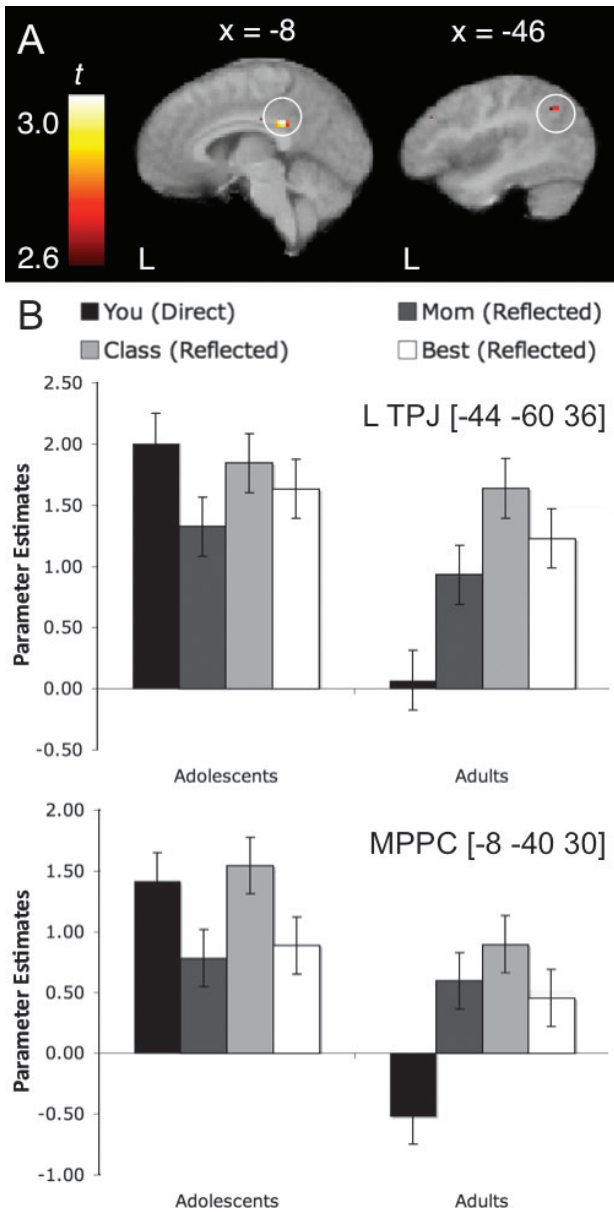 A
x = -8
x = -46
t
3.0
2.6
L
L
B
You (Direct)
Mom (Reflected)
Class (Reflected)
Best (Reflected)
L TPJ [-44 -60 36]
Parameter Estimates
2.50
2.00
1.50
1.00
0.50
0.00
-0.50
Adolescents
Adults
MPPC [-8 -40 30]
Parameter Estimates
2.00
1.50
1.00
0.50
0.00
-0.50
-1.00
Adolescents
Adults